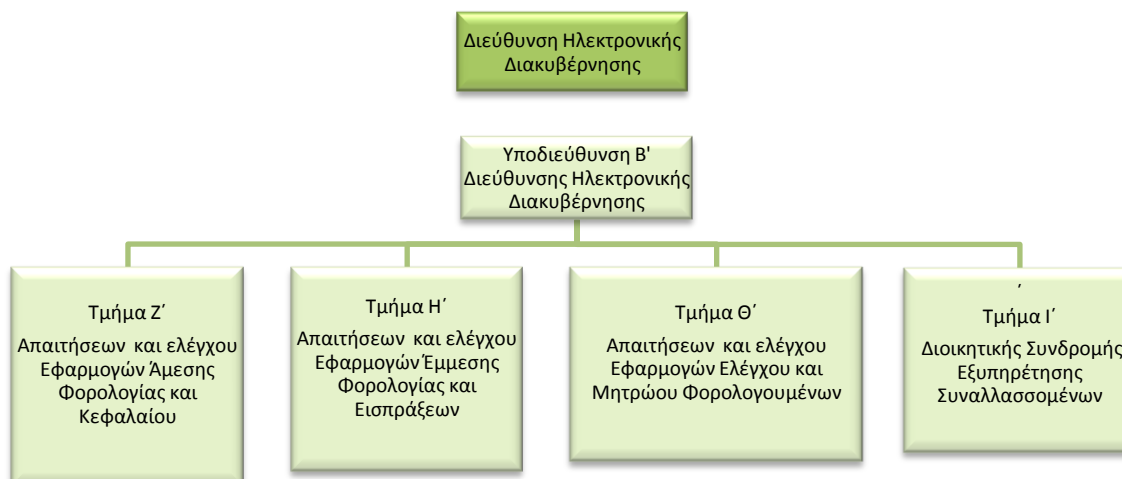 Διεύθυνση Ηλεκτρονικής
Διακυβέρνησης
Υποδιεύθυνση Β'
Διεύθυνσης Ηλεκτρονικής
Διακυβέρνησης
Τμήμα Ζ΄
Απαιτήσεων και ελέγχου
Εφαρμογών Άμεσης
Φορολογίας και
Κεφαλαίου
Τμήμα Η΄
Απαιτήσεων και ελέγχου
Εφαρμογών Έμμεσης
Φορολογίας και
Εισπράξεων
Τμήμα Θ΄
Απαιτήσεων και ελέγχου
Εφαρμογών Ελέγχου και
Μητρώου Φορολογουμένων
΄
Τμήμα Ι΄
Διοικητικής Συνδρομής
Εξυπηρέτησης
Συναλλασσομένων